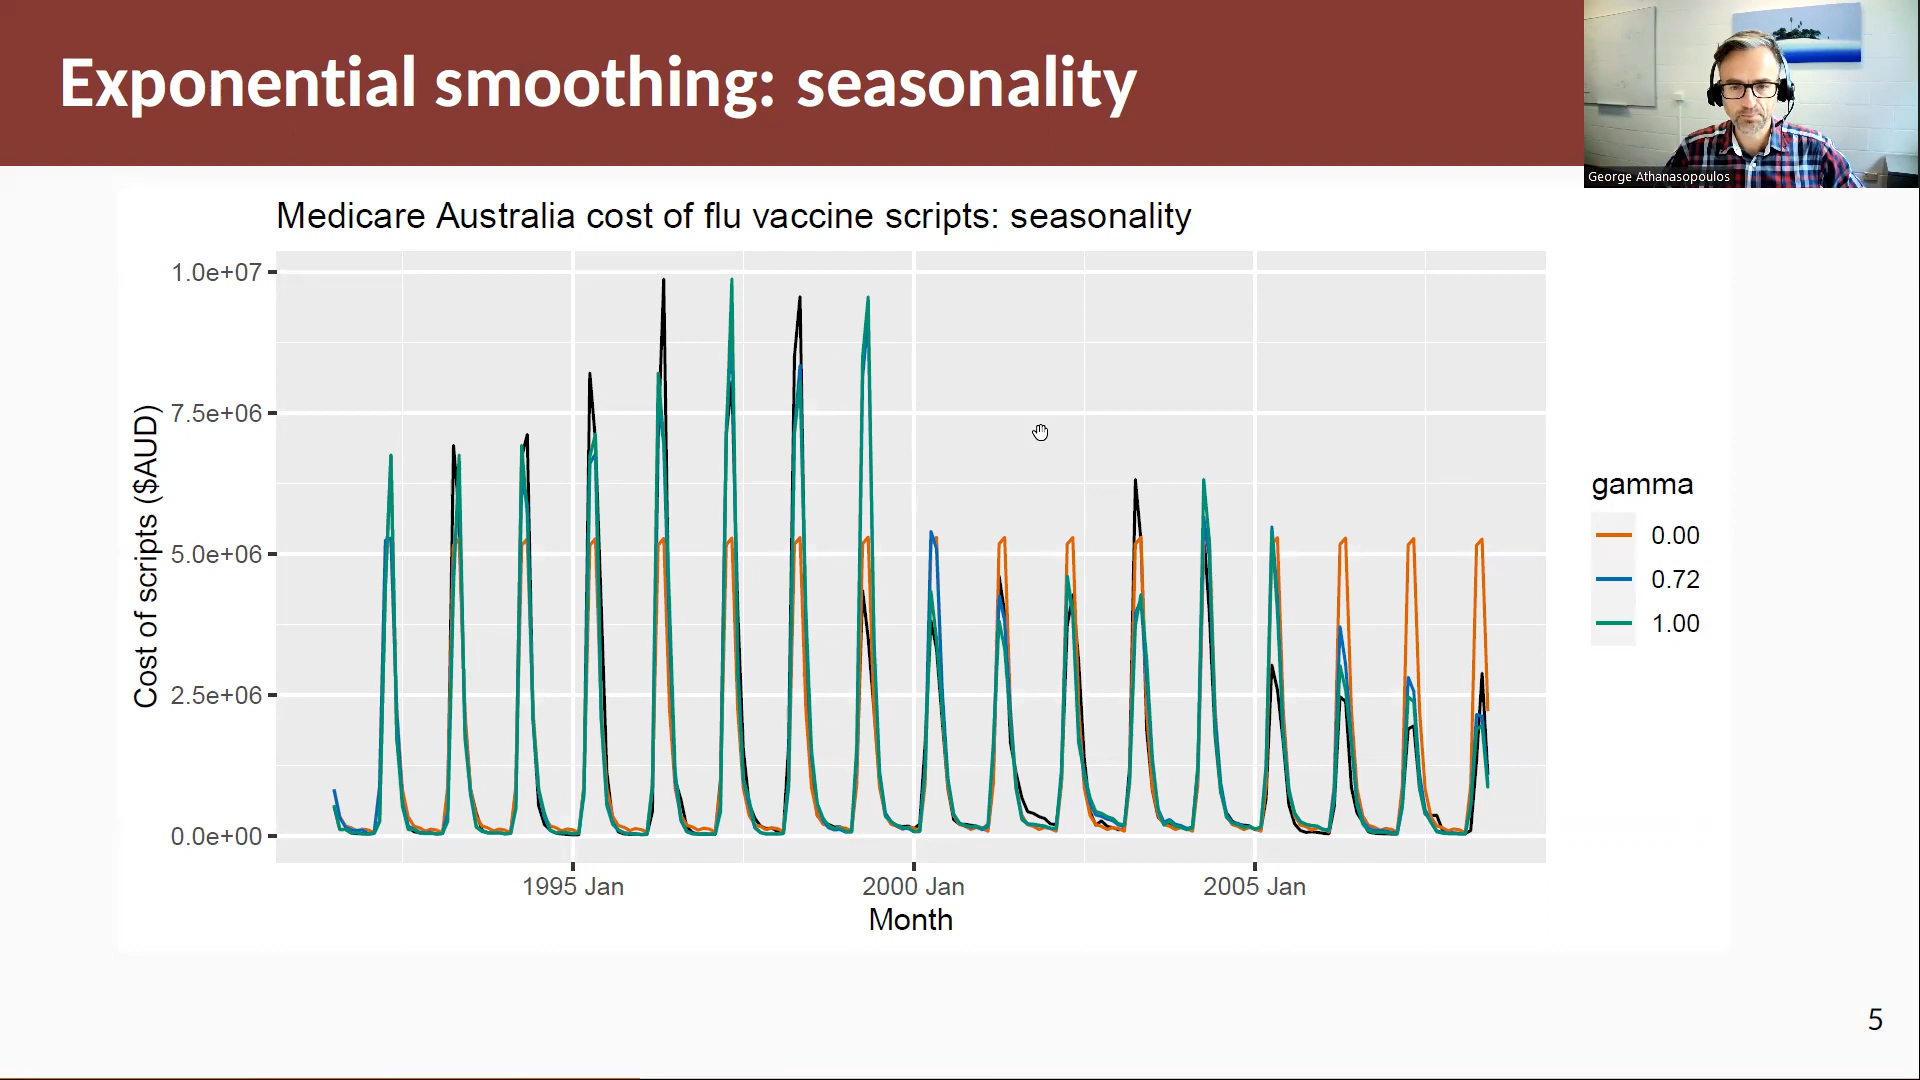 Exponential smoothing: seasonality
George Athanasopoulos
Medicare Australia cost of flu vaccine scripts: seasonality
Cost of scripts ($AUD)
1.0e+07
7.5e+06
5.0e+06
2.5e+06
0.0e+00
1995 Jan
2000 Jan
2005 Jan
Month
gamma
0.00
0.72
1.00
5